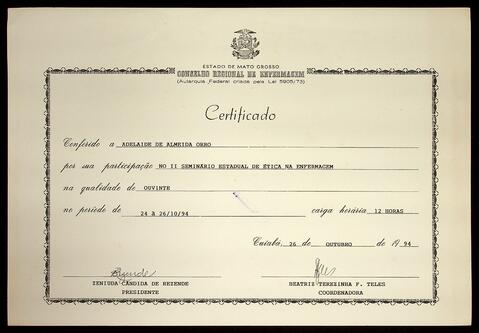 ESTADO DE MATO GROSSO
CONSELHO REGIONAL DE ENFERMAGEM
(Autarquia Federal criada pela Lei 5905/73)
Certificado
Conferido a ADELAIDE DE ALMEIDA ORRO
por sua participação NO II SEMINÁRIO ESTADUAL DE ÉTICA NA ENFERMAGEM
na qualidade de OUVINTE
no período de 24 à 26/10/94 carga horária 12 HORAS
Cuiabá, 26 de OUTUBRO de 1994
Rezende
IZENIUDA CANDIDA DE REZENDE BEATRIZ TEREZINHA F. TELES
PRESIDENTE COORDENADORA